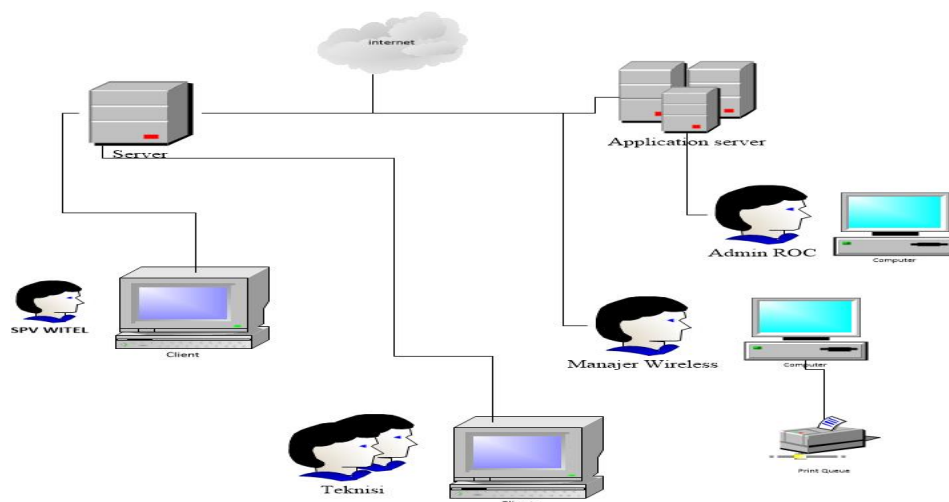 internet
Server
Application server
Admin ROC
Computer
SPV WITEL
Client
Manajer Wireless
Computer
Teknisi
Print Queue